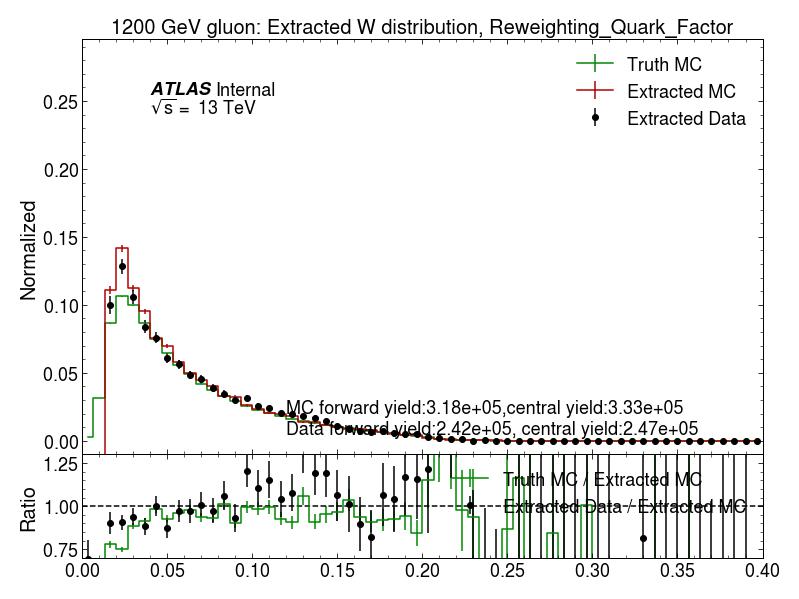 1200 GeV gluon: Extracted W distribution, Reweighting_Quark_Factor
ATLAS Internal
√s = 13 TeV
Truth MC
Extracted MC
Extracted Data
Normalized
0.25
0.20
0.15
0.10
0.05
0.00
MC forward yield:3.18e+05,central yield:3.33e+05
Data forward yield:2.42e+05, central yield:2.47e+05
Ratio
1.25
1.00
0.75
Truth MC / Extracted MC
Extracted Data / Extracted MC
0.00 0.05 0.10 0.15 0.20 0.25 0.30 0.35 0.40